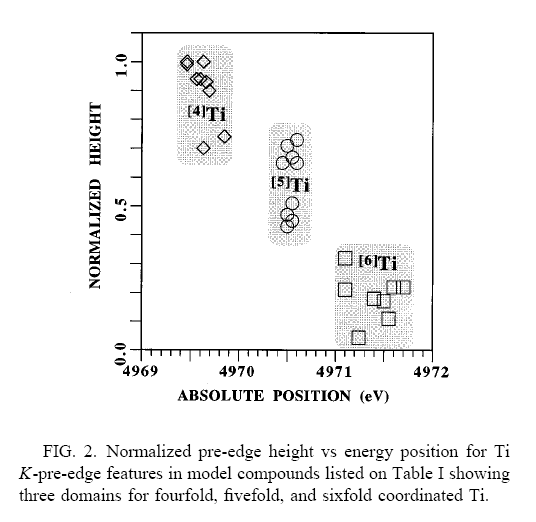 1.0
[4]Ti
NORMALIZED HEIGHT
[5]Ti
0.5
[6]Ti
0.0
4969 4970 4971 4972
ABSOLUTE POSITION (eV)
FIG. 2. Normalized pre-edge height vs energy position for Ti
K-pre-edge features in model compounds listed on Table I showing
three domains for fourfold, fivefold, and sixfold coordinated Ti.